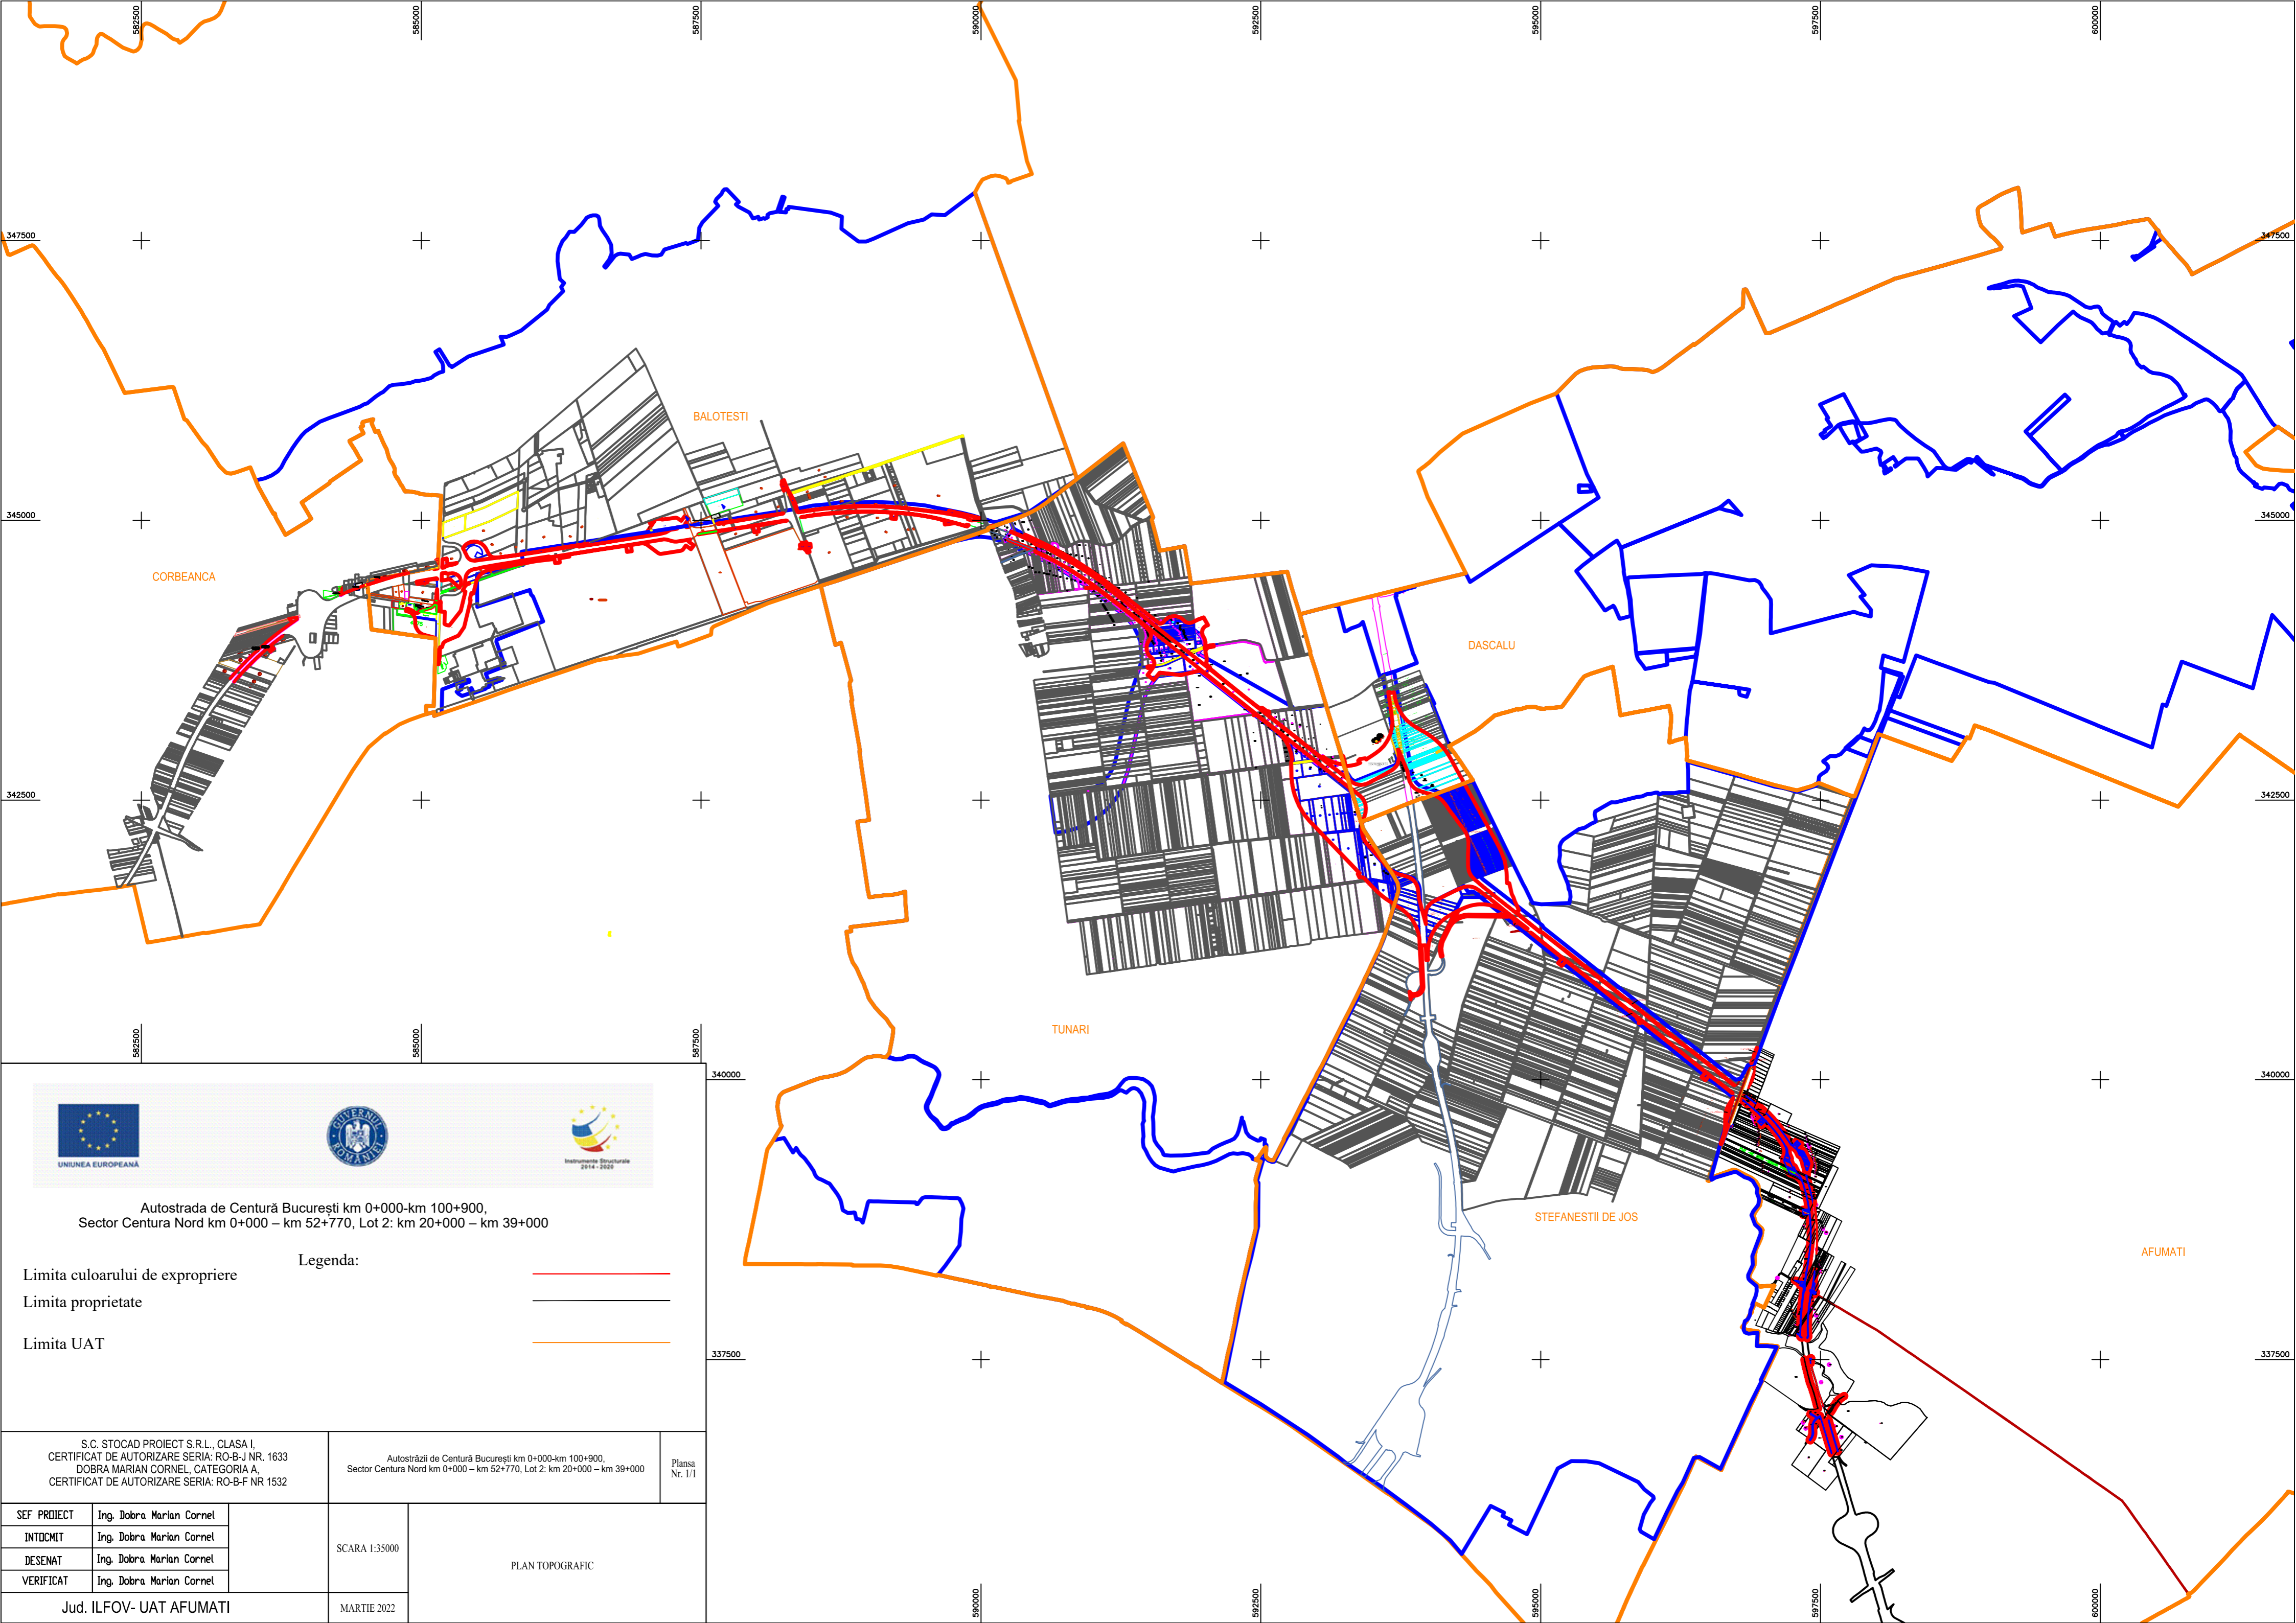 582500
585000
587500
590000
592500
595000
597500
600000
347500
347500
BALOTESTI
345000
345000
CORBEANCA
DASCALU
342500
342500
TUNARI
582500
585000
587500
340000
340000
UNIUNEA EUROPEANĂ
GUVERNUL ROMÂNIEI
Instrumente Structurale
2014 - 2020
Autostrada de Centură București km 0+000-km 100+900,
Sector Centura Nord km 0+000 – km 52+770, Lot 2: km 20+000 – km 39+000
STEFANESTII DE JOS
AFUMATI
Legenda:
Limita culoarului de expropriere
Limita proprietate
Limita UAT
337500
337500
S.C. STOCAD PROIECT S.R.L., CLASA I,
CERTIFICAT DE AUTORIZARE SERIA: RO-B-J NR. 1633
DOBRA MARIAN CORNEL, CATEGORIA A,
CERTIFICAT DE AUTORIZARE SERIA: RO-B-F NR 1532
Autostrăzii de Centură București km 0+000-km 100+900,
Sector Centura Nord km 0+000 – km 52+770, Lot 2: km 20+000 – km 39+000
Plansa
Nr. 1/1
SEF PROIECT Ing. Dobra Marian Cornel
INTOCMIT Ing. Dobra Marian Cornel
DESENAT Ing. Dobra Marian Cornel
VERIFICAT Ing. Dobra Marian Cornel
SCARA 1:35000
PLAN TOPOGRAFIC
Jud. ILFOV- UAT AFUMATI
MARTIE 2022
590000
592500
595000
597500
600000